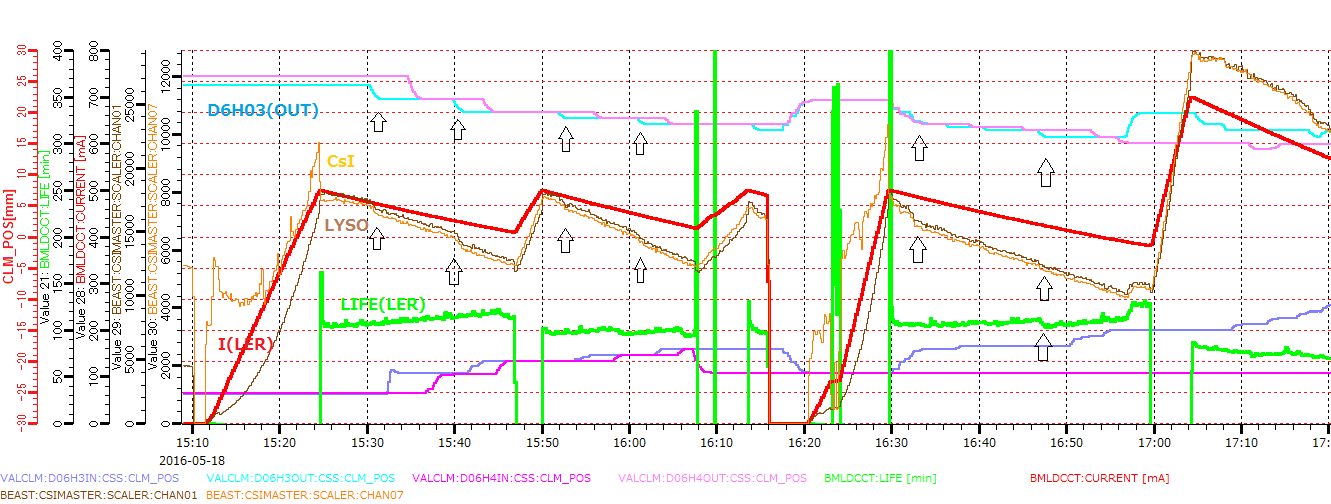 30 25 20 15 10 5 0 -5 -10 -15 -20 -25 -30
CLM_POS[mm]
400 350 300 250 200 150 100 50 0
Value 21: BMLDCCT:LIFE [min]
800 700 600 500 400 300 200 100 0
Value 28: BMLDCCT:CURRENT [mA]
12000 10000 8000 6000 4000 2000 0
Value 29: BEAST:CSIMASTER:SCALER:CHAN01
25000 20000 15000 10000 5000 0
Value 30: BEAST:CSIMASTER:SCALER:CHAN07
D6H03(OUT)
CsI
LYSO
LIFE(LER)
I(LER)
15:10 15:20 15:30 15:40 15:50 16:00 16:10 16:20 16:30 16:40 16:50 17:00 17:10
2016-05-18
VALCLM:D06H3IN:CSS:CLM_POS VALCLM:D06H3OUT:CSS:CLM_POS VALCLM:D06H4IN:CSS:CLM_POS VALCLM:D06H4OUT:CSS:CLM_POS BMLDCCT:LIFE [min] BMLDCCT:CURRENT [mA]
BEAST:CSIMASTER:SCALER:CHAN01 BEAST:CSIMASTER:SCALER:CHAN07